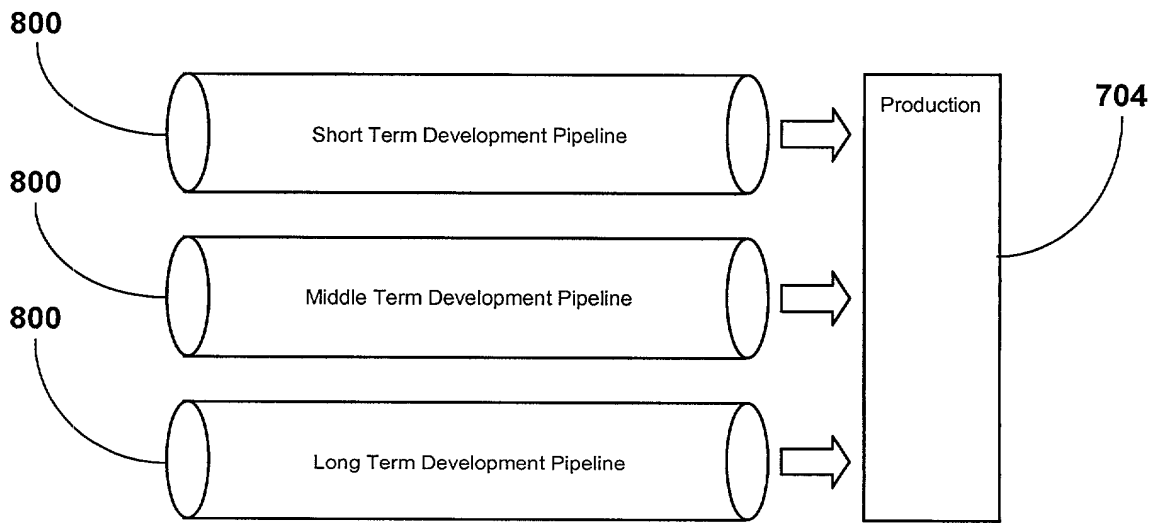 800
Short Term Development Pipeline
Production
704
800
Middle Term Development Pipeline
800
Long Term Development Pipeline